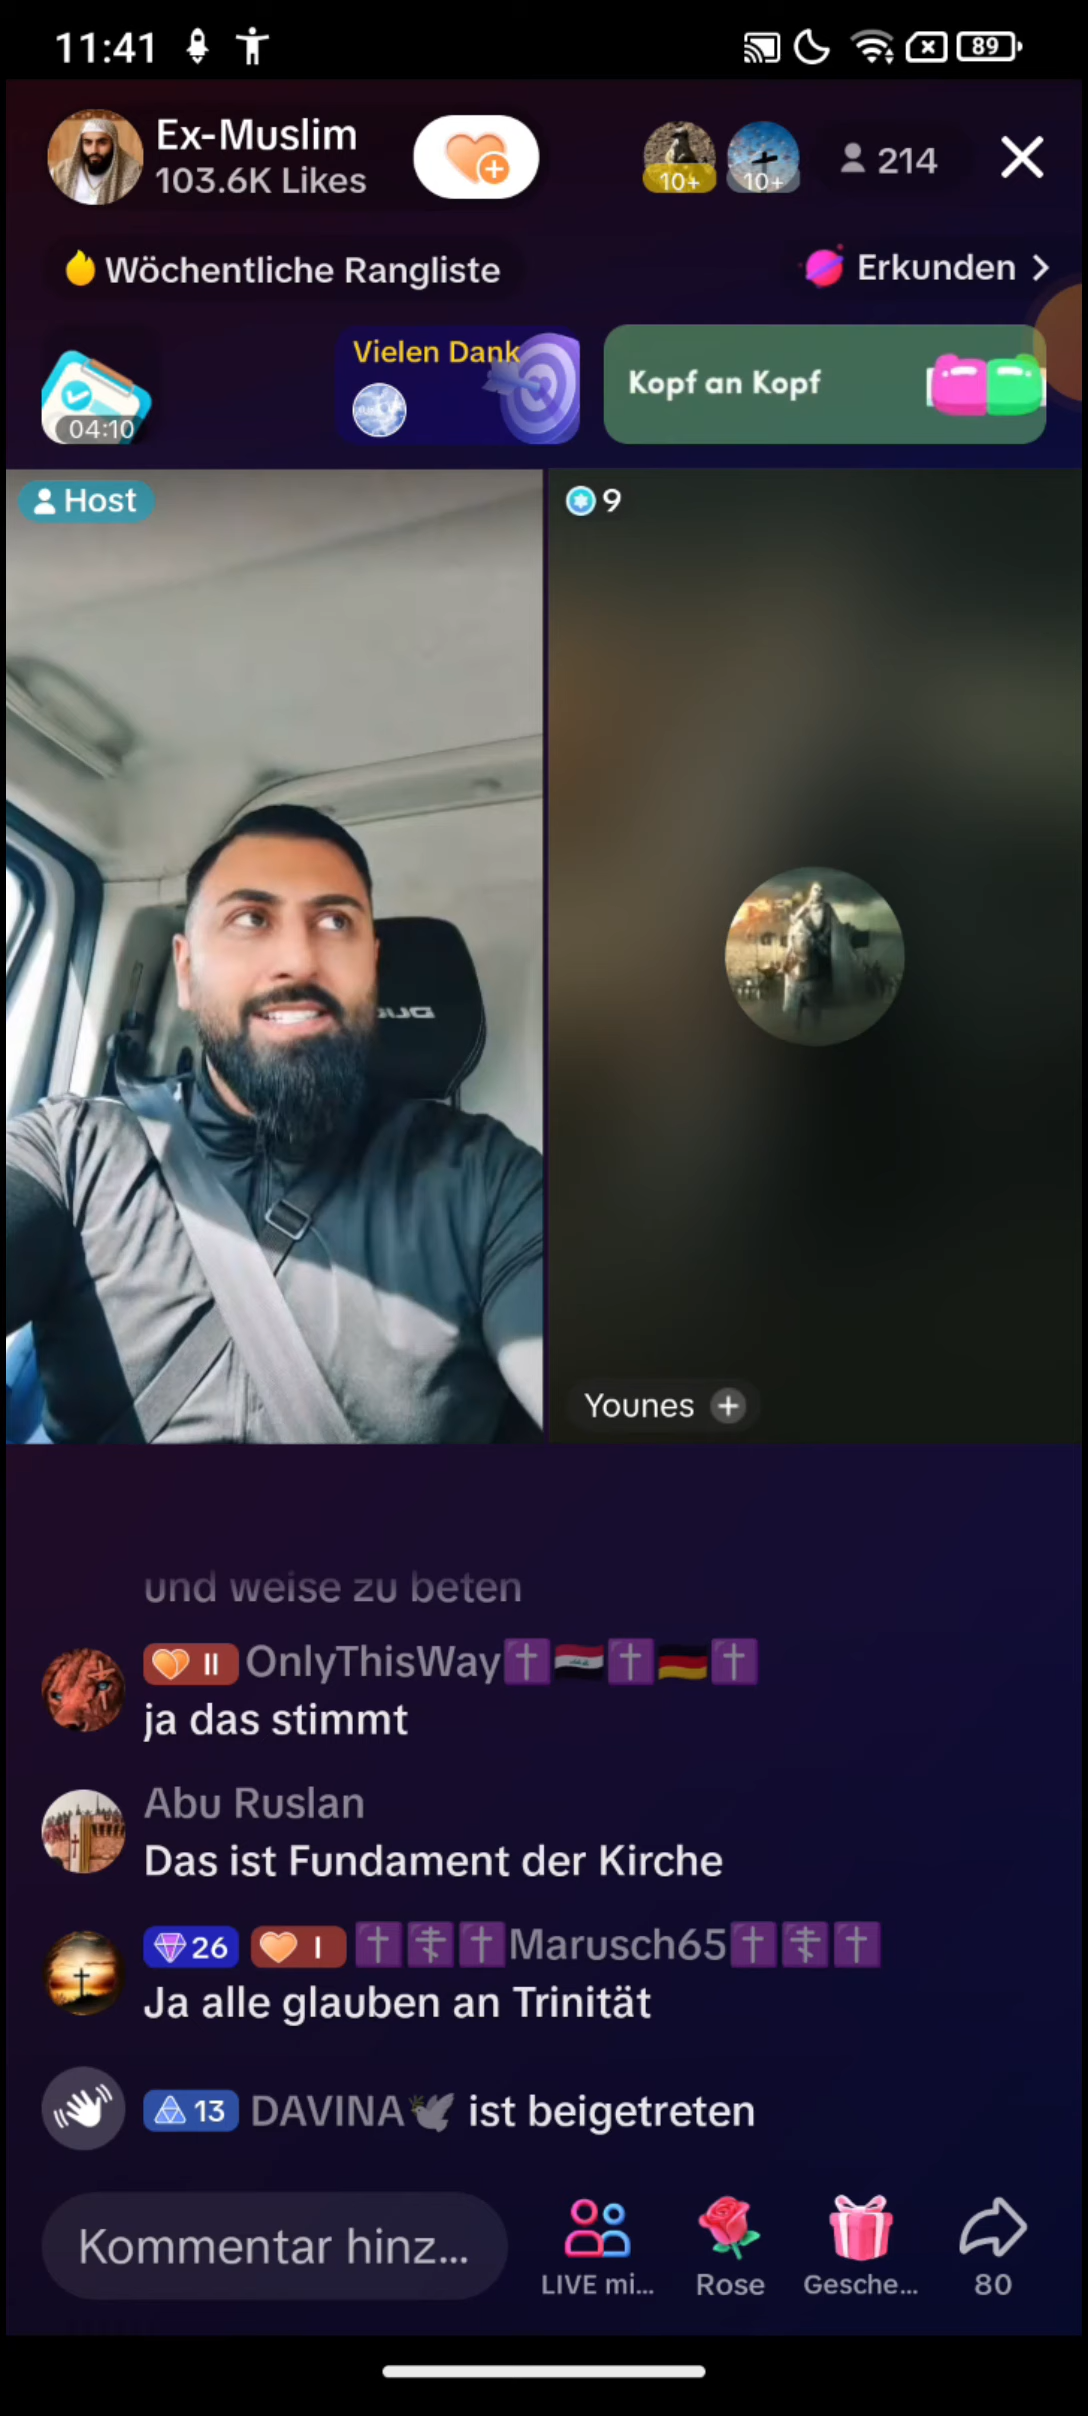 11:41
89
Ex-Muslim
103.6K Likes
10+
10+
214
Wöchentliche Rangliste
Erkunden
04:10
Vielen Dank
Kopf an Kopf
Host
9
Younes
und weise zu beten
II OnlyThisWay
ja das stimmt
Abu Ruslan
Das ist Fundament der Kirche
26 I Marusch65
Ja alle glauben an Trinität
13 DAVINA ist beigetreten
Kommentar hinz...
LIVE mi...
Rose
Gesche...
80